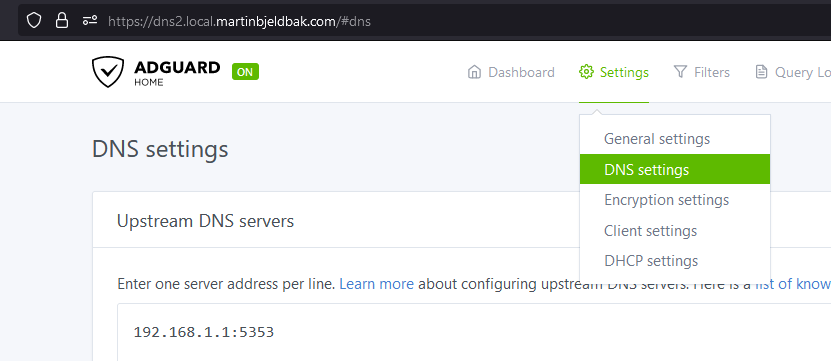 https://dns2.local.martinbjeldbak.com/#dns
ADGUARD
HOME
ON
Dashboard
Settings
Filters
Query Lo
General settings
DNS settings
Encryption settings
Client settings
DHCP settings
DNS settings
Upstream DNS servers
Enter one server address per line. Learn more about configuring upstream DNS servers. Here is a list of know
192.168.1.1:5353